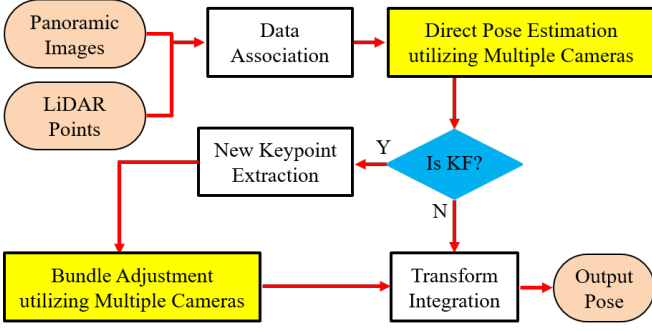 Panoramic
Images
Data
Association
Direct Pose Estimation
utilizing Multiple Cameras
LiDAR
Points
New Keypoint
Extraction
Y
Is KF?
N
Bundle Adjustment
utilizing Multiple Cameras
Transform
Integration
Output
Pose